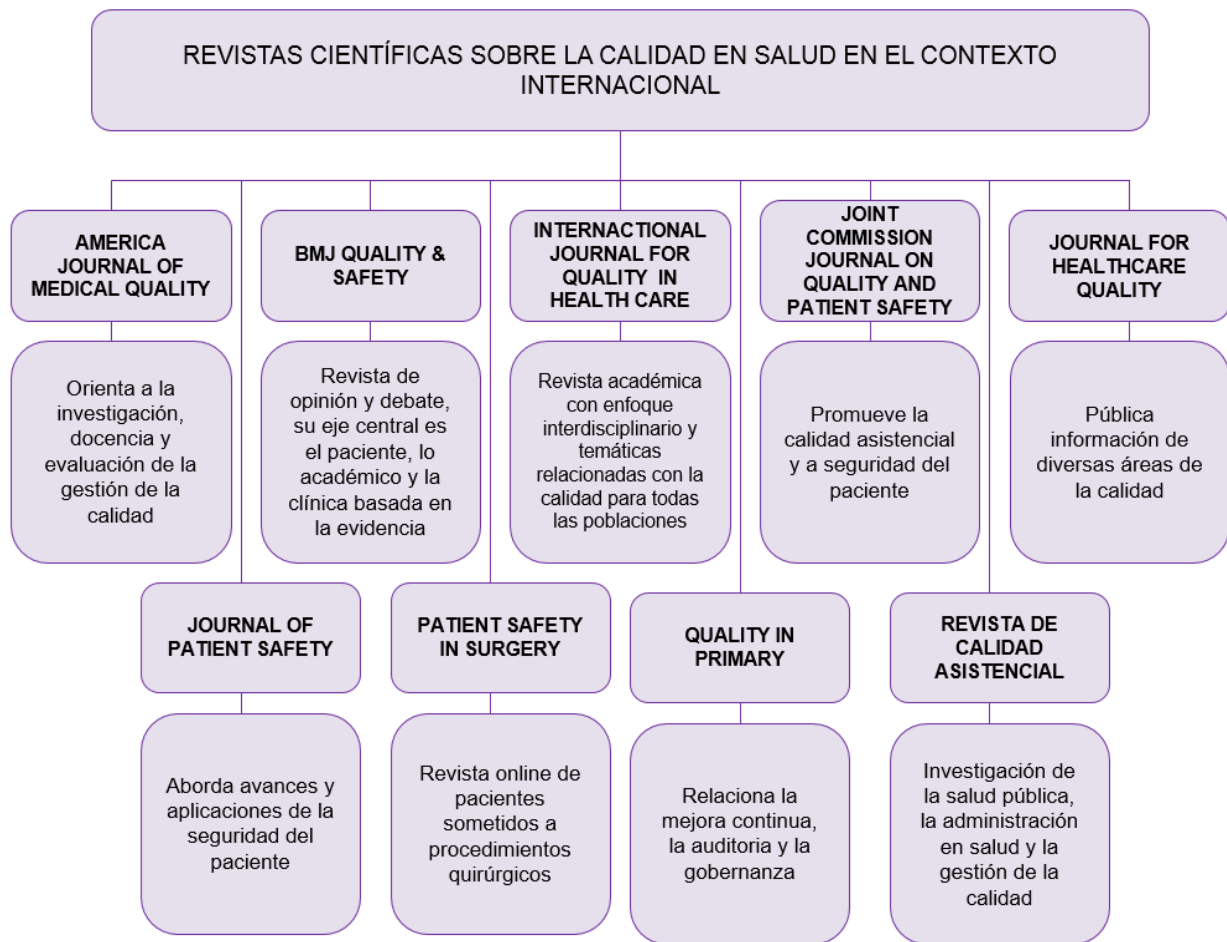 REVISTAS CIENTÍFICAS SOBRE LA CALIDAD EN SALUD EN EL CONTEXTO
INTERNACIONAL
AMERICA
JOURNAL OF
MEDICAL QUALITY
Orienta a la
investigación,
docencia y
evaluación de la
gestión de la
calidad
BMJ QUALITY &
SAFETY
Revista de
opinión y debate,
su eje central es
el paciente, lo
académico y la
clínica basada en
la evidencia
INTERNACTIONAL
JOURNAL FOR
QUALITY IN
HEALTH CARE
Revista académica
con enfoque
interdisciplinario y
temáticas
relacionadas con la
calidad para todas
las poblaciones
JOINT
COMMISSION
JOURNAL ON
QUALITY AND
PATIENT SAFETY
Promueve la
calidad asistencial
y a seguridad del
paciente
JOURNAL FOR
HEALTHCARE
QUALITY
Pública
información de
diversas áreas de
la calidad
JOURNAL OF
PATIENT SAFETY
Aborda avances y
aplicaciones de la
seguridad del
paciente
PATIENT SAFETY
IN SURGERY
Revista online de
pacientes
sometidos a
procedimientos
quirúrgicos
QUALITY IN
PRIMARY
Relaciona la
mejora continua,
la auditoria y la
gobernanza
REVISTA DE
CALIDAD
ASISTENCIAL
Investigación de
la salud pública,
la administración
en salud y la
gestión de la
calidad